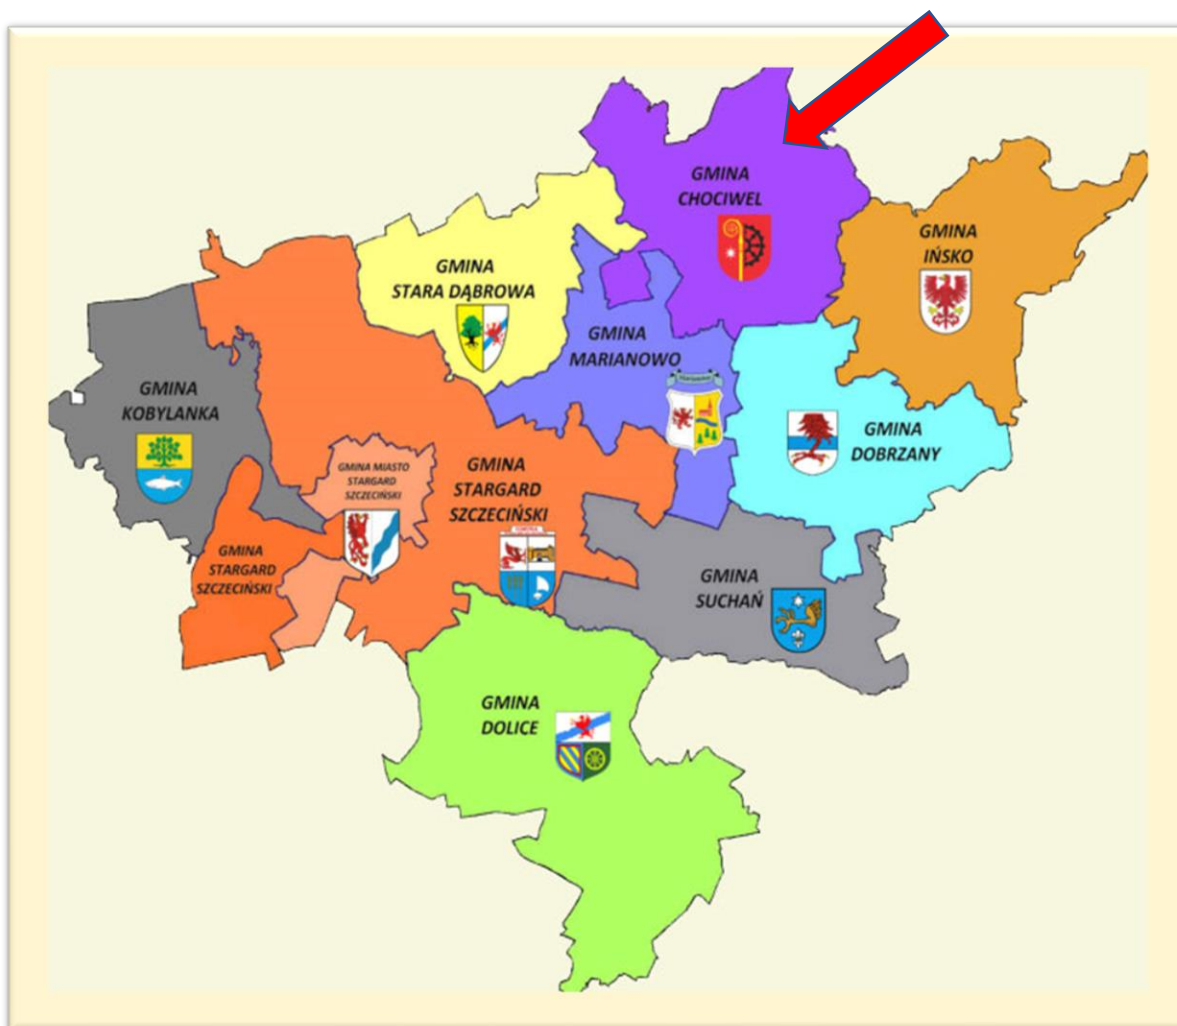 GMINA
CHOCIWEL
GMINA
IŃSKO
GMINA
STARA DĄBROWA
GMINA
MARIANOWO
GMINA
KOBYLANKA
GMINA
DOBRZANY
GMINA MIASTO
STARGARD
SZCZECIŃSKI
GMINA
STARGARD
SZCZECIŃSKI
GMINA
STARGARD
SZCZECIŃSKI
GMINA
SUCHAŃ
GMINA
DOLICE